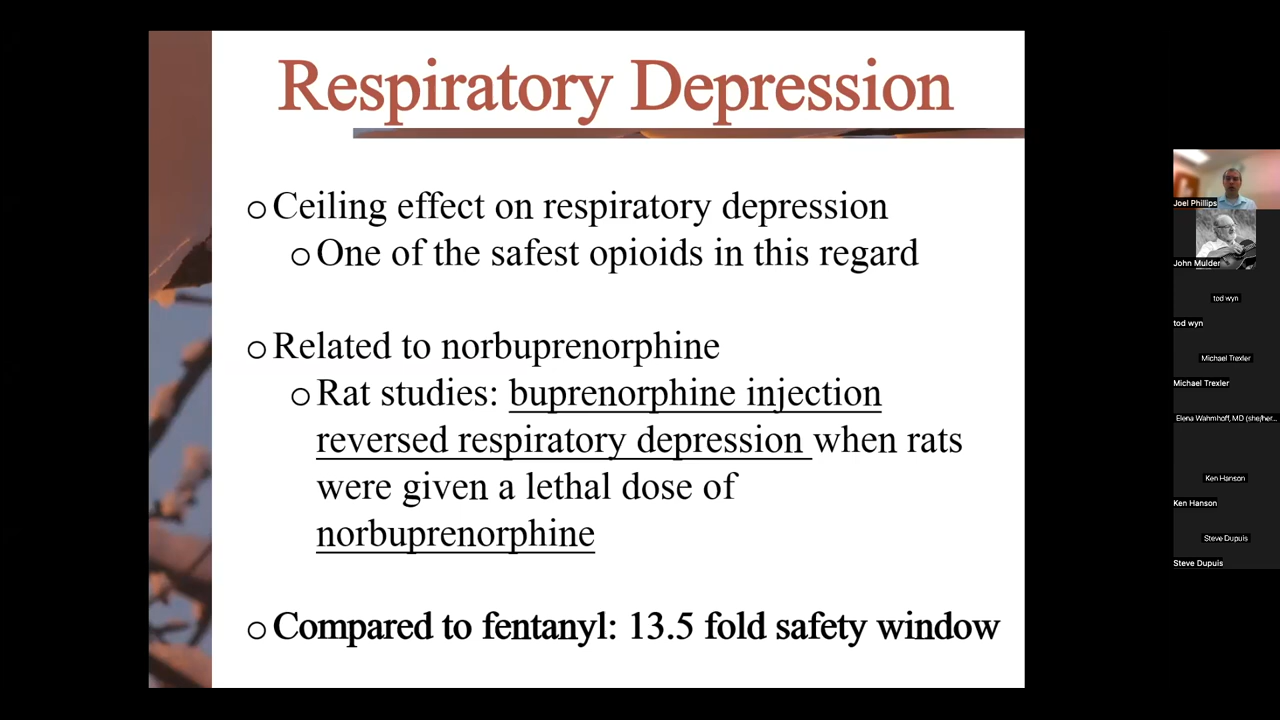 Respiratory Depression
o Ceiling effect on respiratory depression
o One of the safest opioids in this regard
o Related to norbuprenorphine
o Rat studies: buprenorphine injection
reversed respiratory depression when rats
were given a lethal dose of
norbuprenorphine
o Compared to fentanyl: 13.5 fold safety window
Joel Phillips
John Mulder
tod wyn
tod wyn
Michael Trexler
Michael Trexler
Elena Wahmhoff, MD (she/her...
Ken Hanson
Ken Hanson
Steve Dupuis
Steve Dupuis